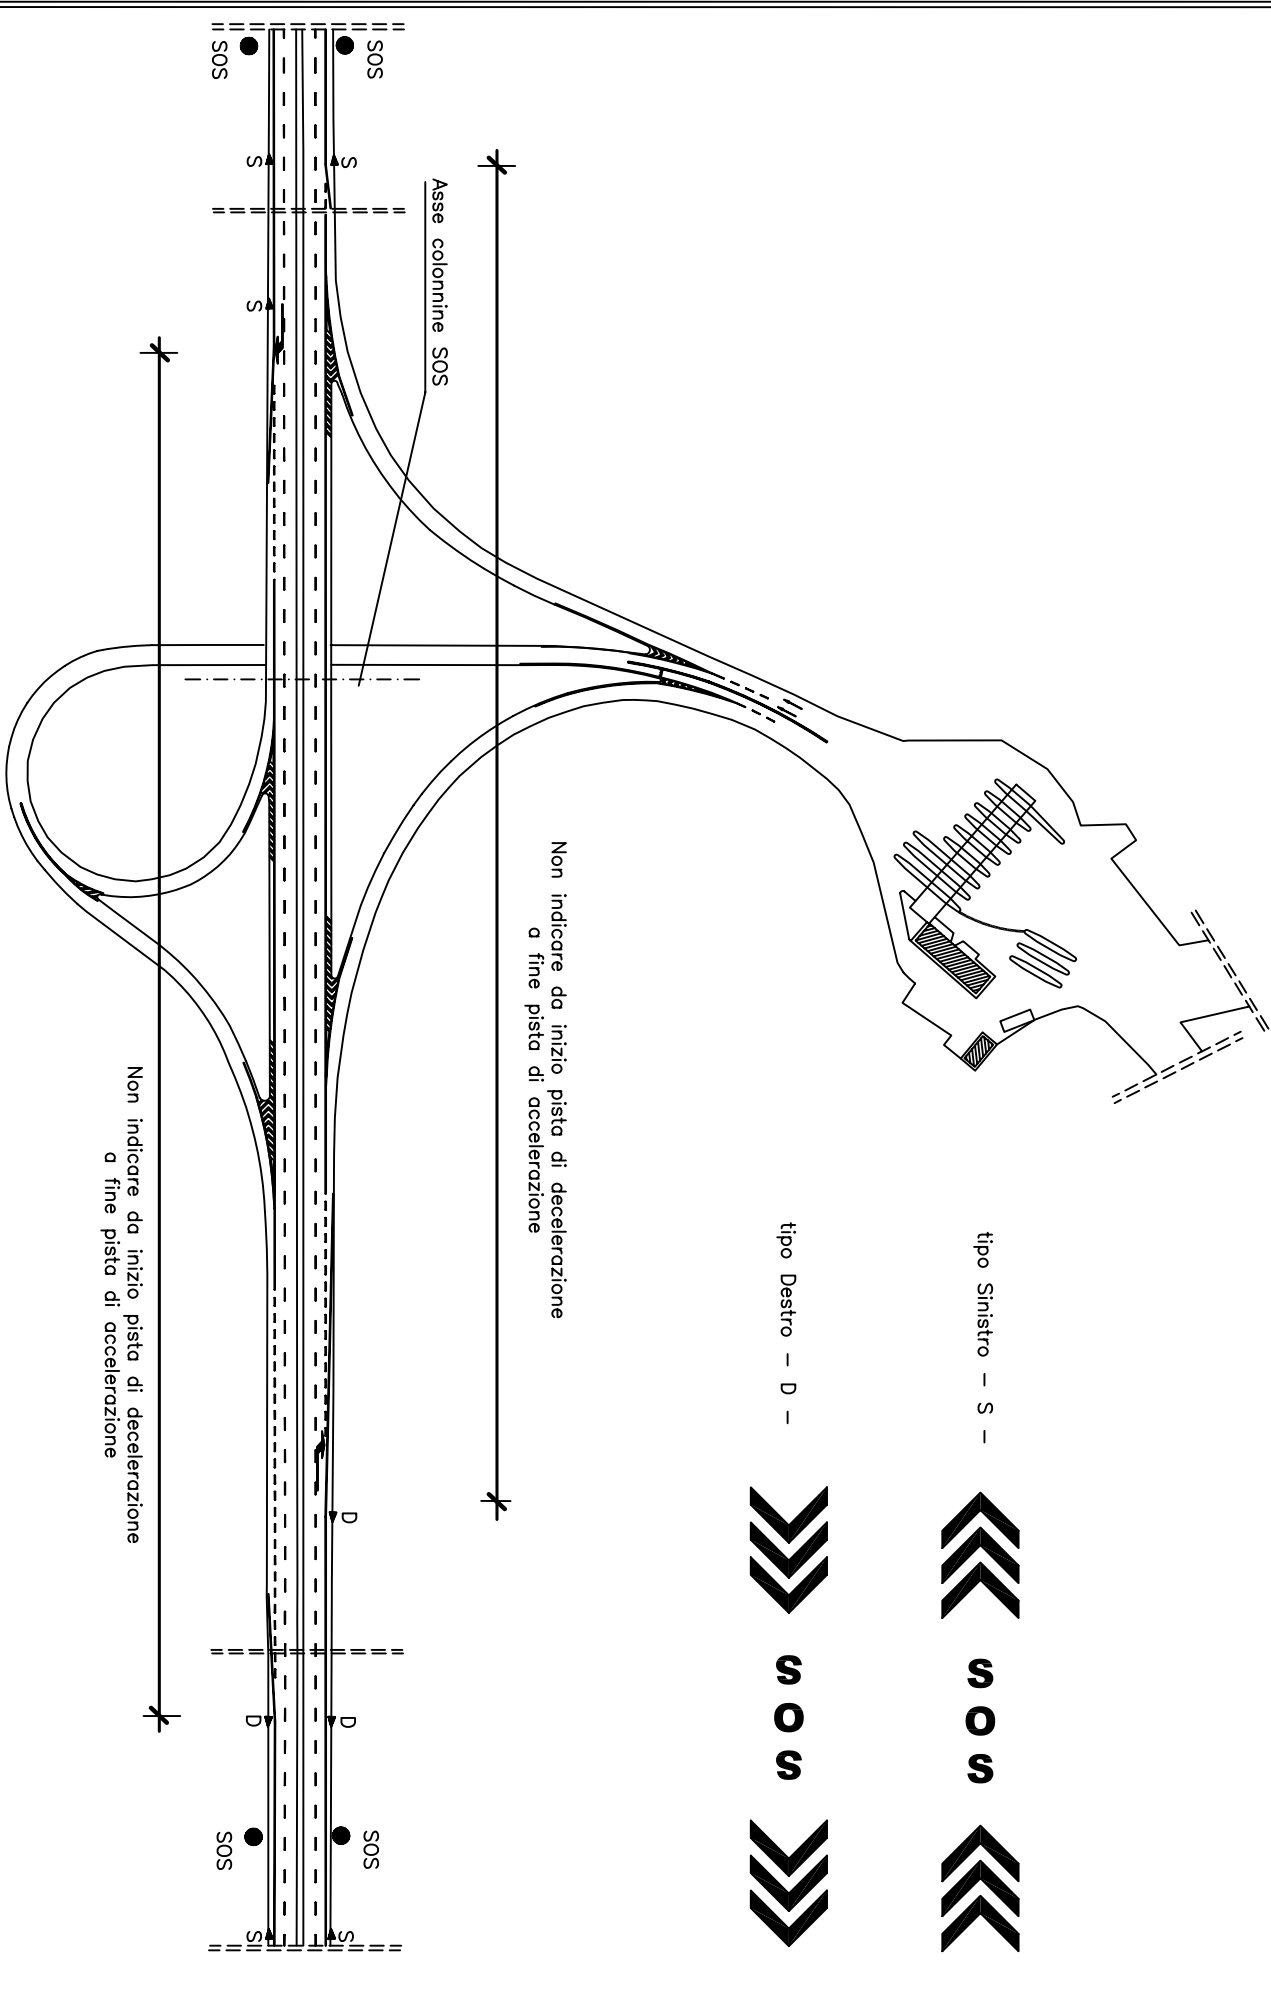 tipo Sinistro – S –
SOS
tipo Destro – D –
SOS
Non indicare da inizio pista di decelerazione
a fine pista di accelerazione
Asse colonnine SOS
SOS
S
D
D
SOS
S
SOS
S
S
D
SOS
S
Non indicare da inizio pista di decelerazione
a fine pista di accelerazione